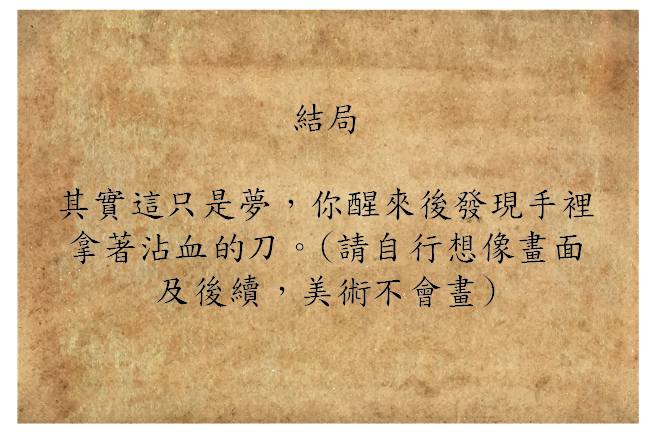 結局
其實這只是夢，你醒來後發現手裡
拿著沾血的刀。(請自行想像畫面
及後續，美術不會畫)